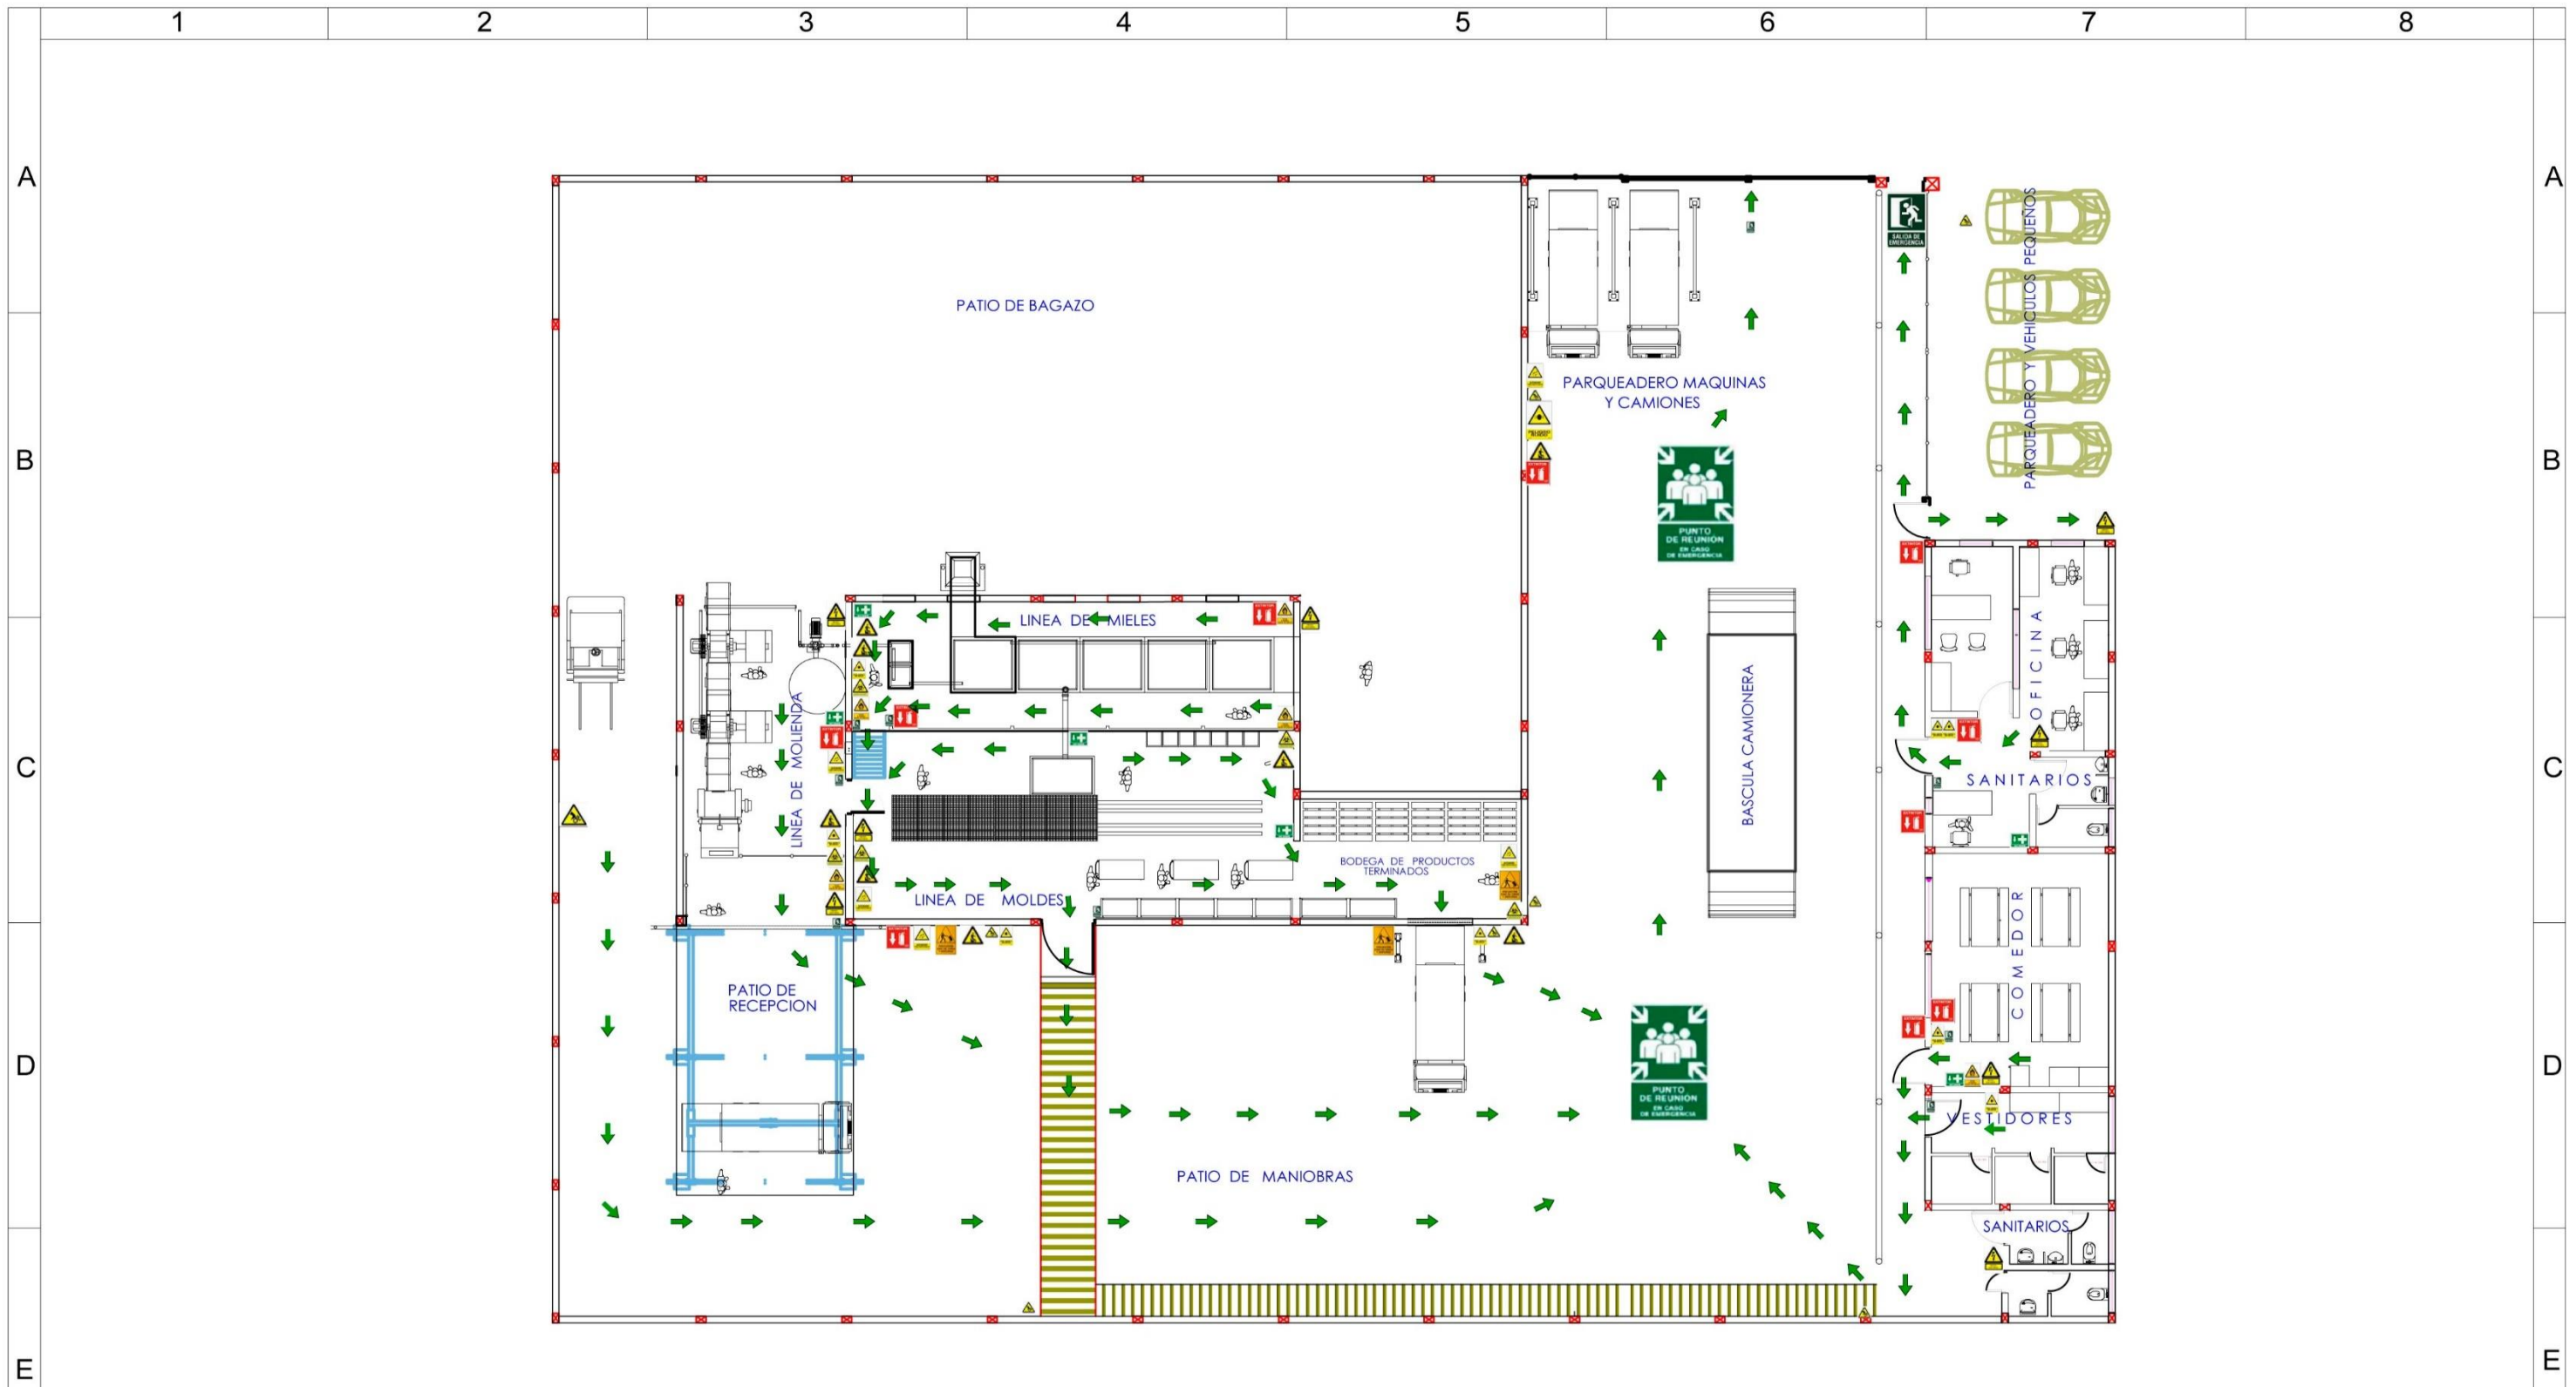 1 2 3 4 5 6 7 8
A A
SALIDA DE
EMERGENCIA
PARQUEADERO Y VEHICULOS PEQUEÑOS
PATIO DE BAGAZO
PARQUEADERO MAQUINAS
Y CAMIONES
B B
PUNTO
DE REUNIÓN
EN CASO
DE EMERGENCIA
LINEA DE MIELES
OFICINA
LINEA DE MOLIENDA
BASCULA CAMIONERA
C C
SANITARIOS
BODEGA DE PRODUCTOS
TERMINADOS
LINEA DE MOLDES
COMEDOR
PATIO DE
RECEPCION
D D
PUNTO
DE REUNIÓN
EN CASO
DE EMERGENCIA
VESTIDORES
PATIO DE MANIOBRAS
SANITARIOS
E E